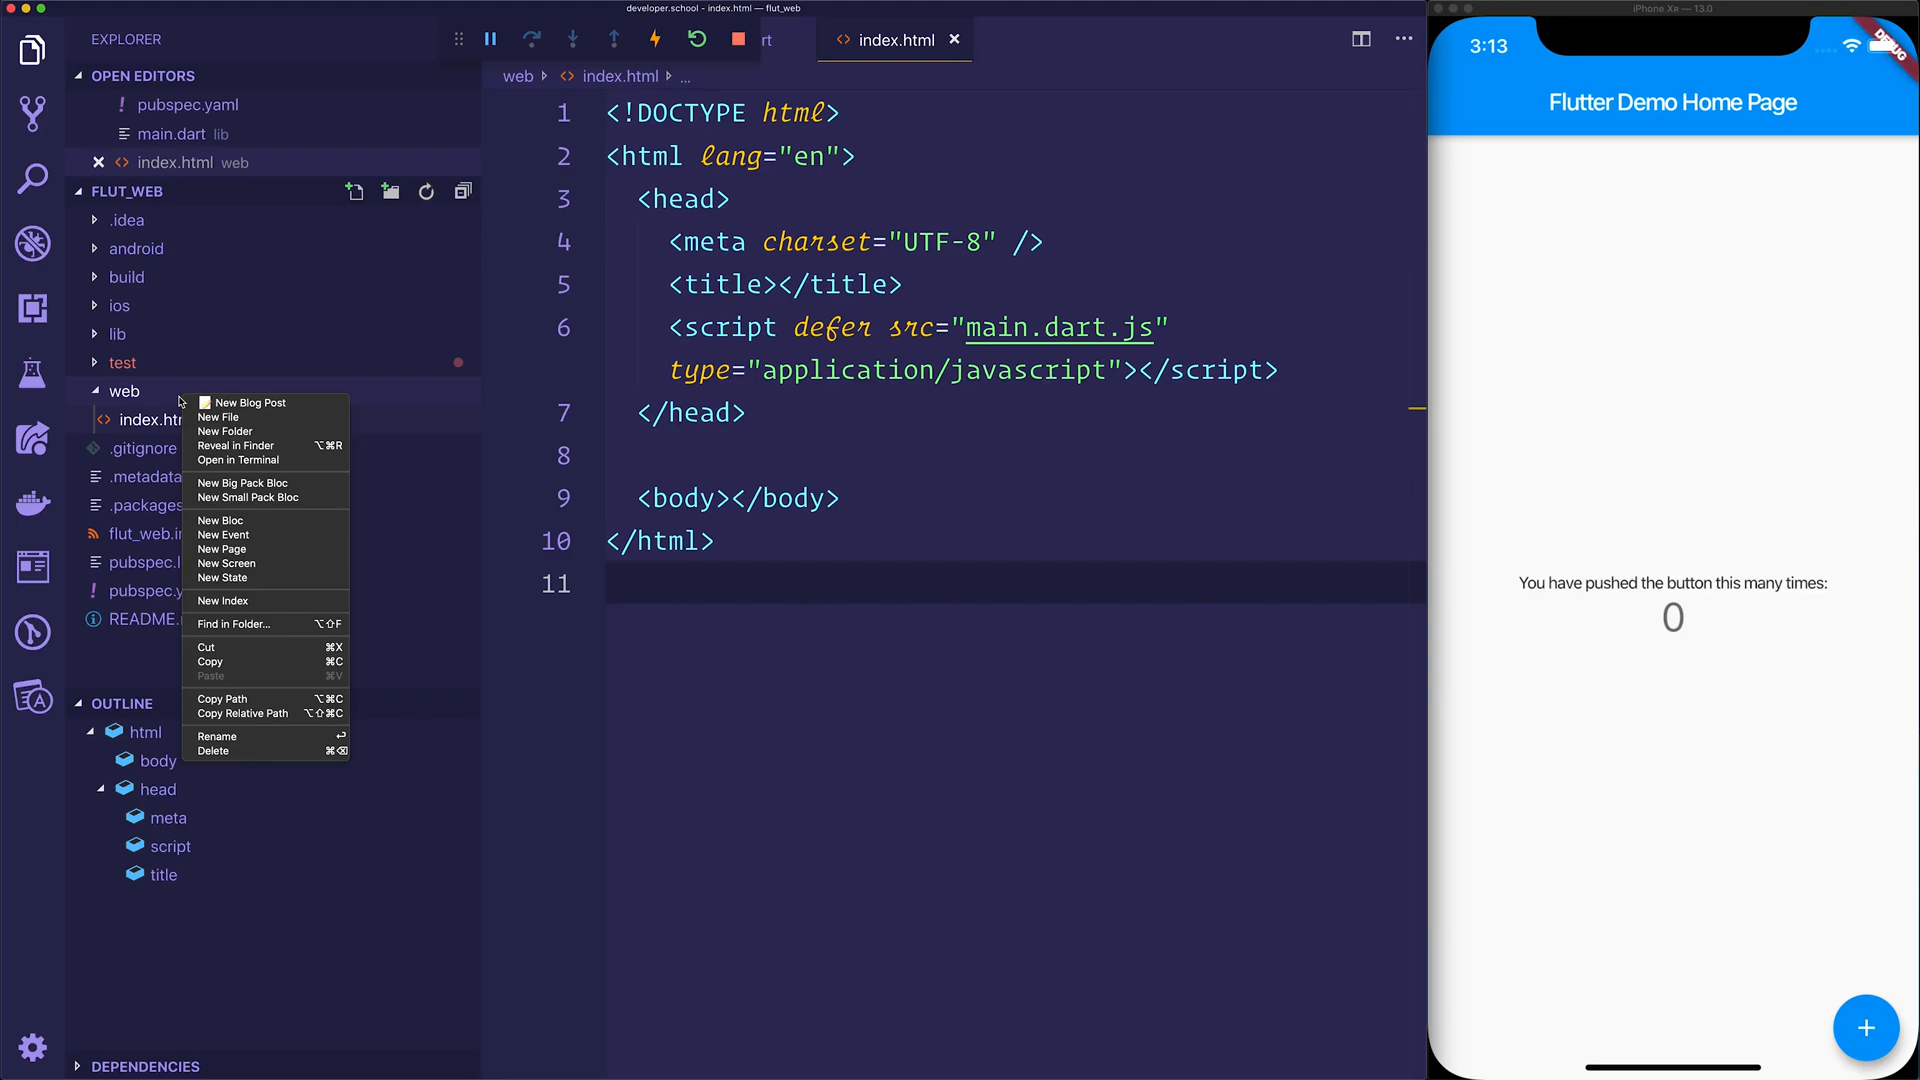 developer.school - index.html — flut_web
iPhone Xʀ — 13.0
EXPLORER
rt
index.html
OPEN EDITORS
pubspec.yaml
main.dart lib
index.html web
FLUT_WEB
.idea
android
build
ios
lib
test
web
index.htm
.gitignore
.metadata
.packages
flut_web.i
pubspec.l
pubspec.y
README.
New Blog Post
New File
New Folder
Reveal in Finder ⌥⌘R
Open in Terminal
New Big Pack Bloc
New Small Pack Bloc
New Bloc
New Event
New Page
New Screen
New State
New Index
Find in Folder... ⌥⇧F
Cut ⌘X
Copy ⌘C
Paste ⌘V
Copy Path ⌥⌘C
Copy Relative Path ⌥⇧⌘C
Rename ↩
Delete ⌘⌫
OUTLINE
html
body
head
meta
script
title
DEPENDENCIES
web index.html ...
1 <!DOCTYPE html>
2 <html lang="en">
3 <head>
4 <meta charset="UTF-8" />
5 <title></title>
6 <script defer src="main.dart.js"
type="application/javascript"></script>
7 </head>
8
9 <body></body>
10 </html>
11
3:13
DEBUG
Flutter Demo Home Page
You have pushed the button this many times:
0
+